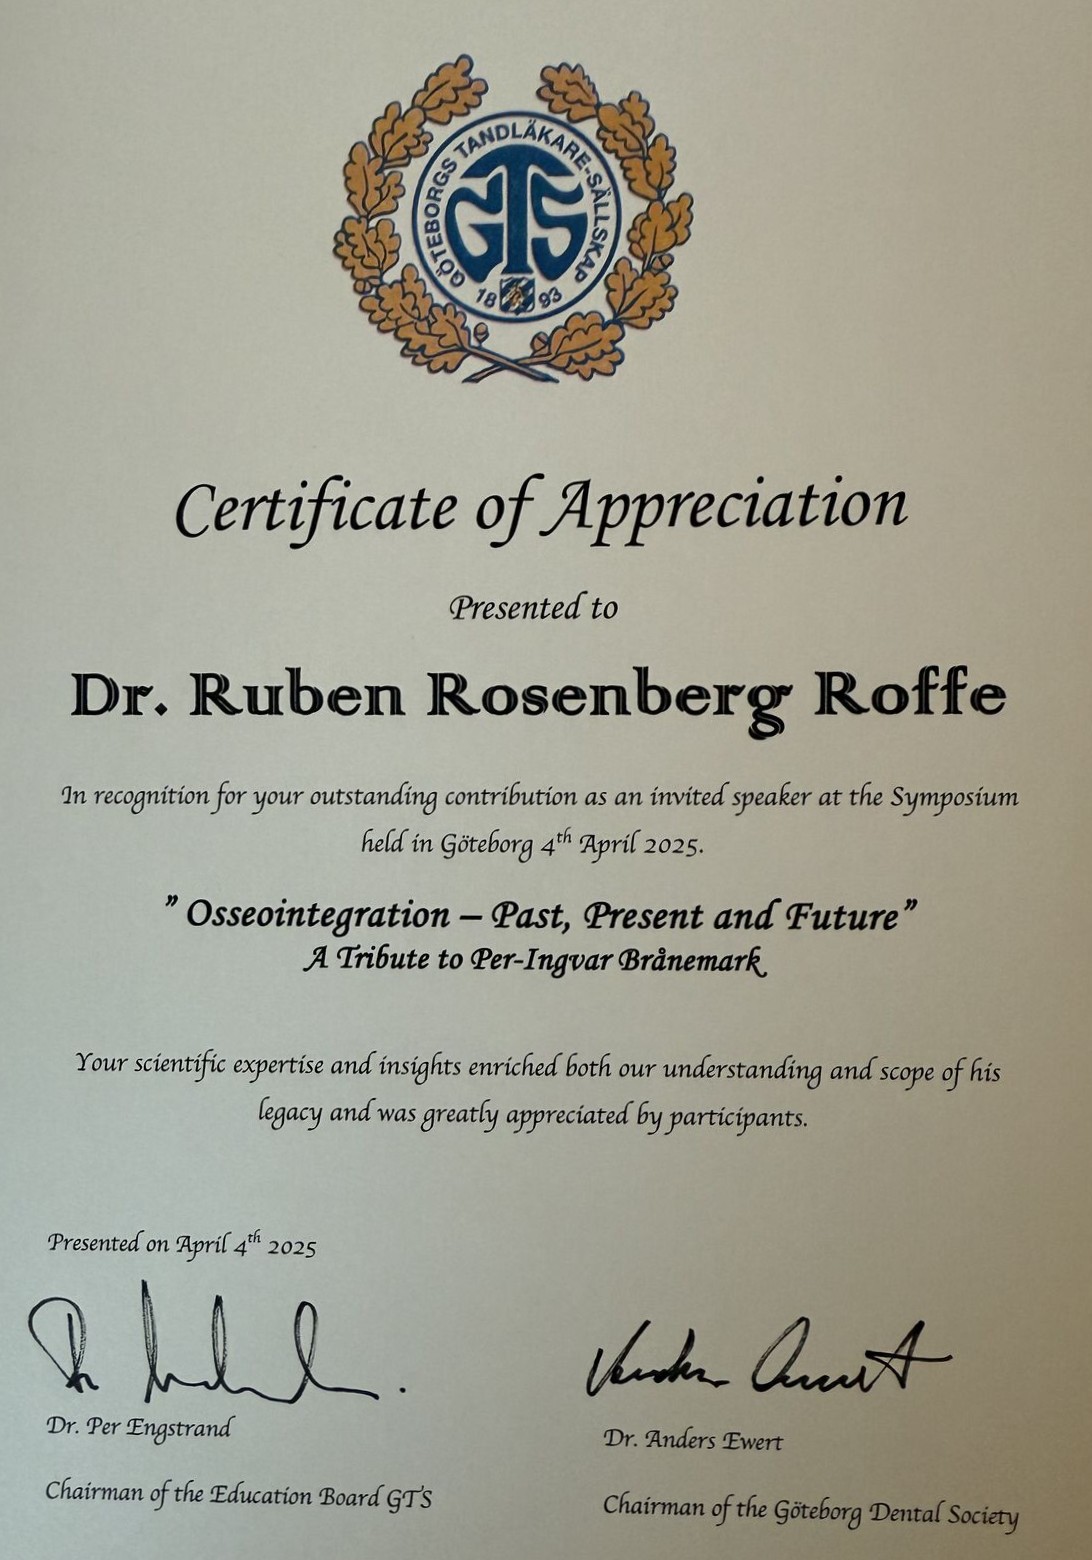 GÖTEBORGS TANDLÄKARE-SÄLLSKAP
GTS
18 93
Certificate of Appreciation
Presented to
Dr. Ruben Rosenberg Roffe
In recognition for your outstanding contribution as an invited speaker at the Symposium
held in Göteborg 4th April 2025.
” Osseointegration – Past, Present and Future”
A Tribute to Per-Ingvar Brånemark
Your scientific expertise and insights enriched both our understanding and scope of his
legacy and was greatly appreciated by participants.
Presented on April 4th 2025
Dr. Per Engstrand
Chairman of the Education Board GTS
Dr. Anders Ewert
Chairman of the Göteborg Dental Society